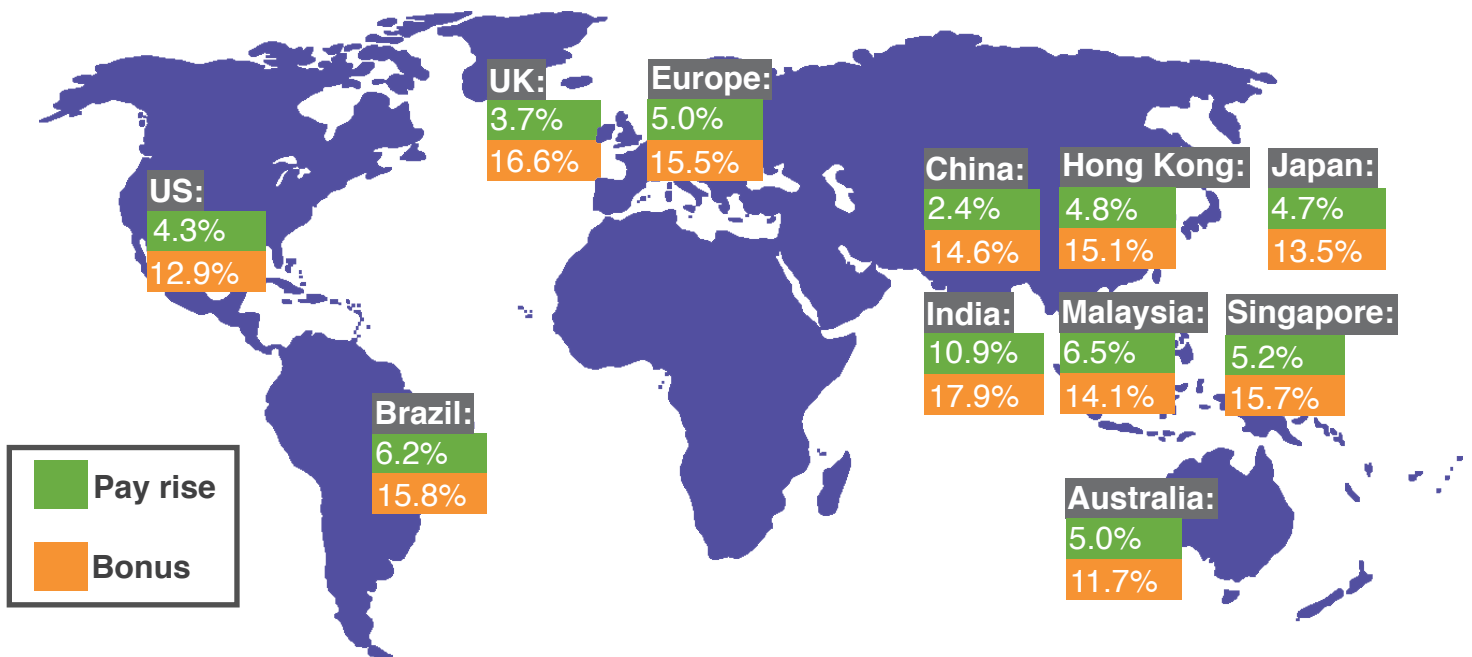 UK:
3.7%
16.6%
Europe:
5.0%
15.5%
US:
4.3%
12.9%
China:
2.4%
14.6%
Hong Kong:
4.8%
15.1%
Japan:
4.7%
13.5%
India:
10.9%
17.9%
Malaysia:
6.5%
14.1%
Singapore:
5.2%
15.7%
Brazil:
6.2%
15.8%
Australia:
5.0%
11.7%
Pay rise
Bonus